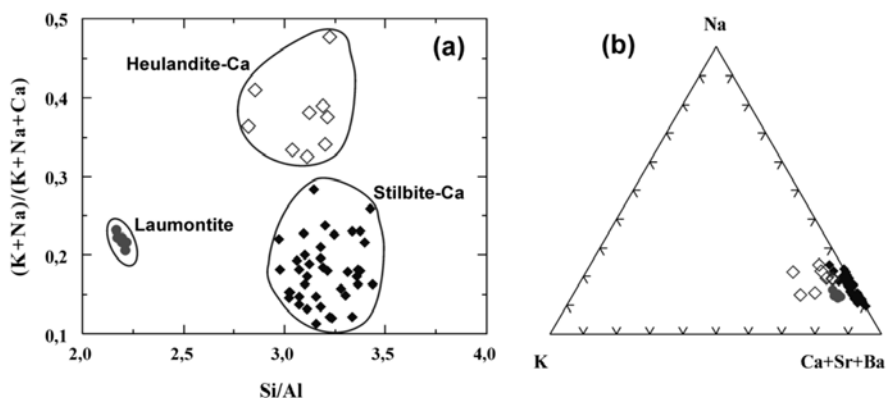 (a)
Heulandite-Ca
Stilbite-Ca
Laumontite
(K+Na)/(K+Na+Ca)
0,5
0,4
0,3
0,2
0,1
2,0 2,5 3,0 3,5 4,0
Si/Al
(b)
Na
K Ca+Sr+Ba